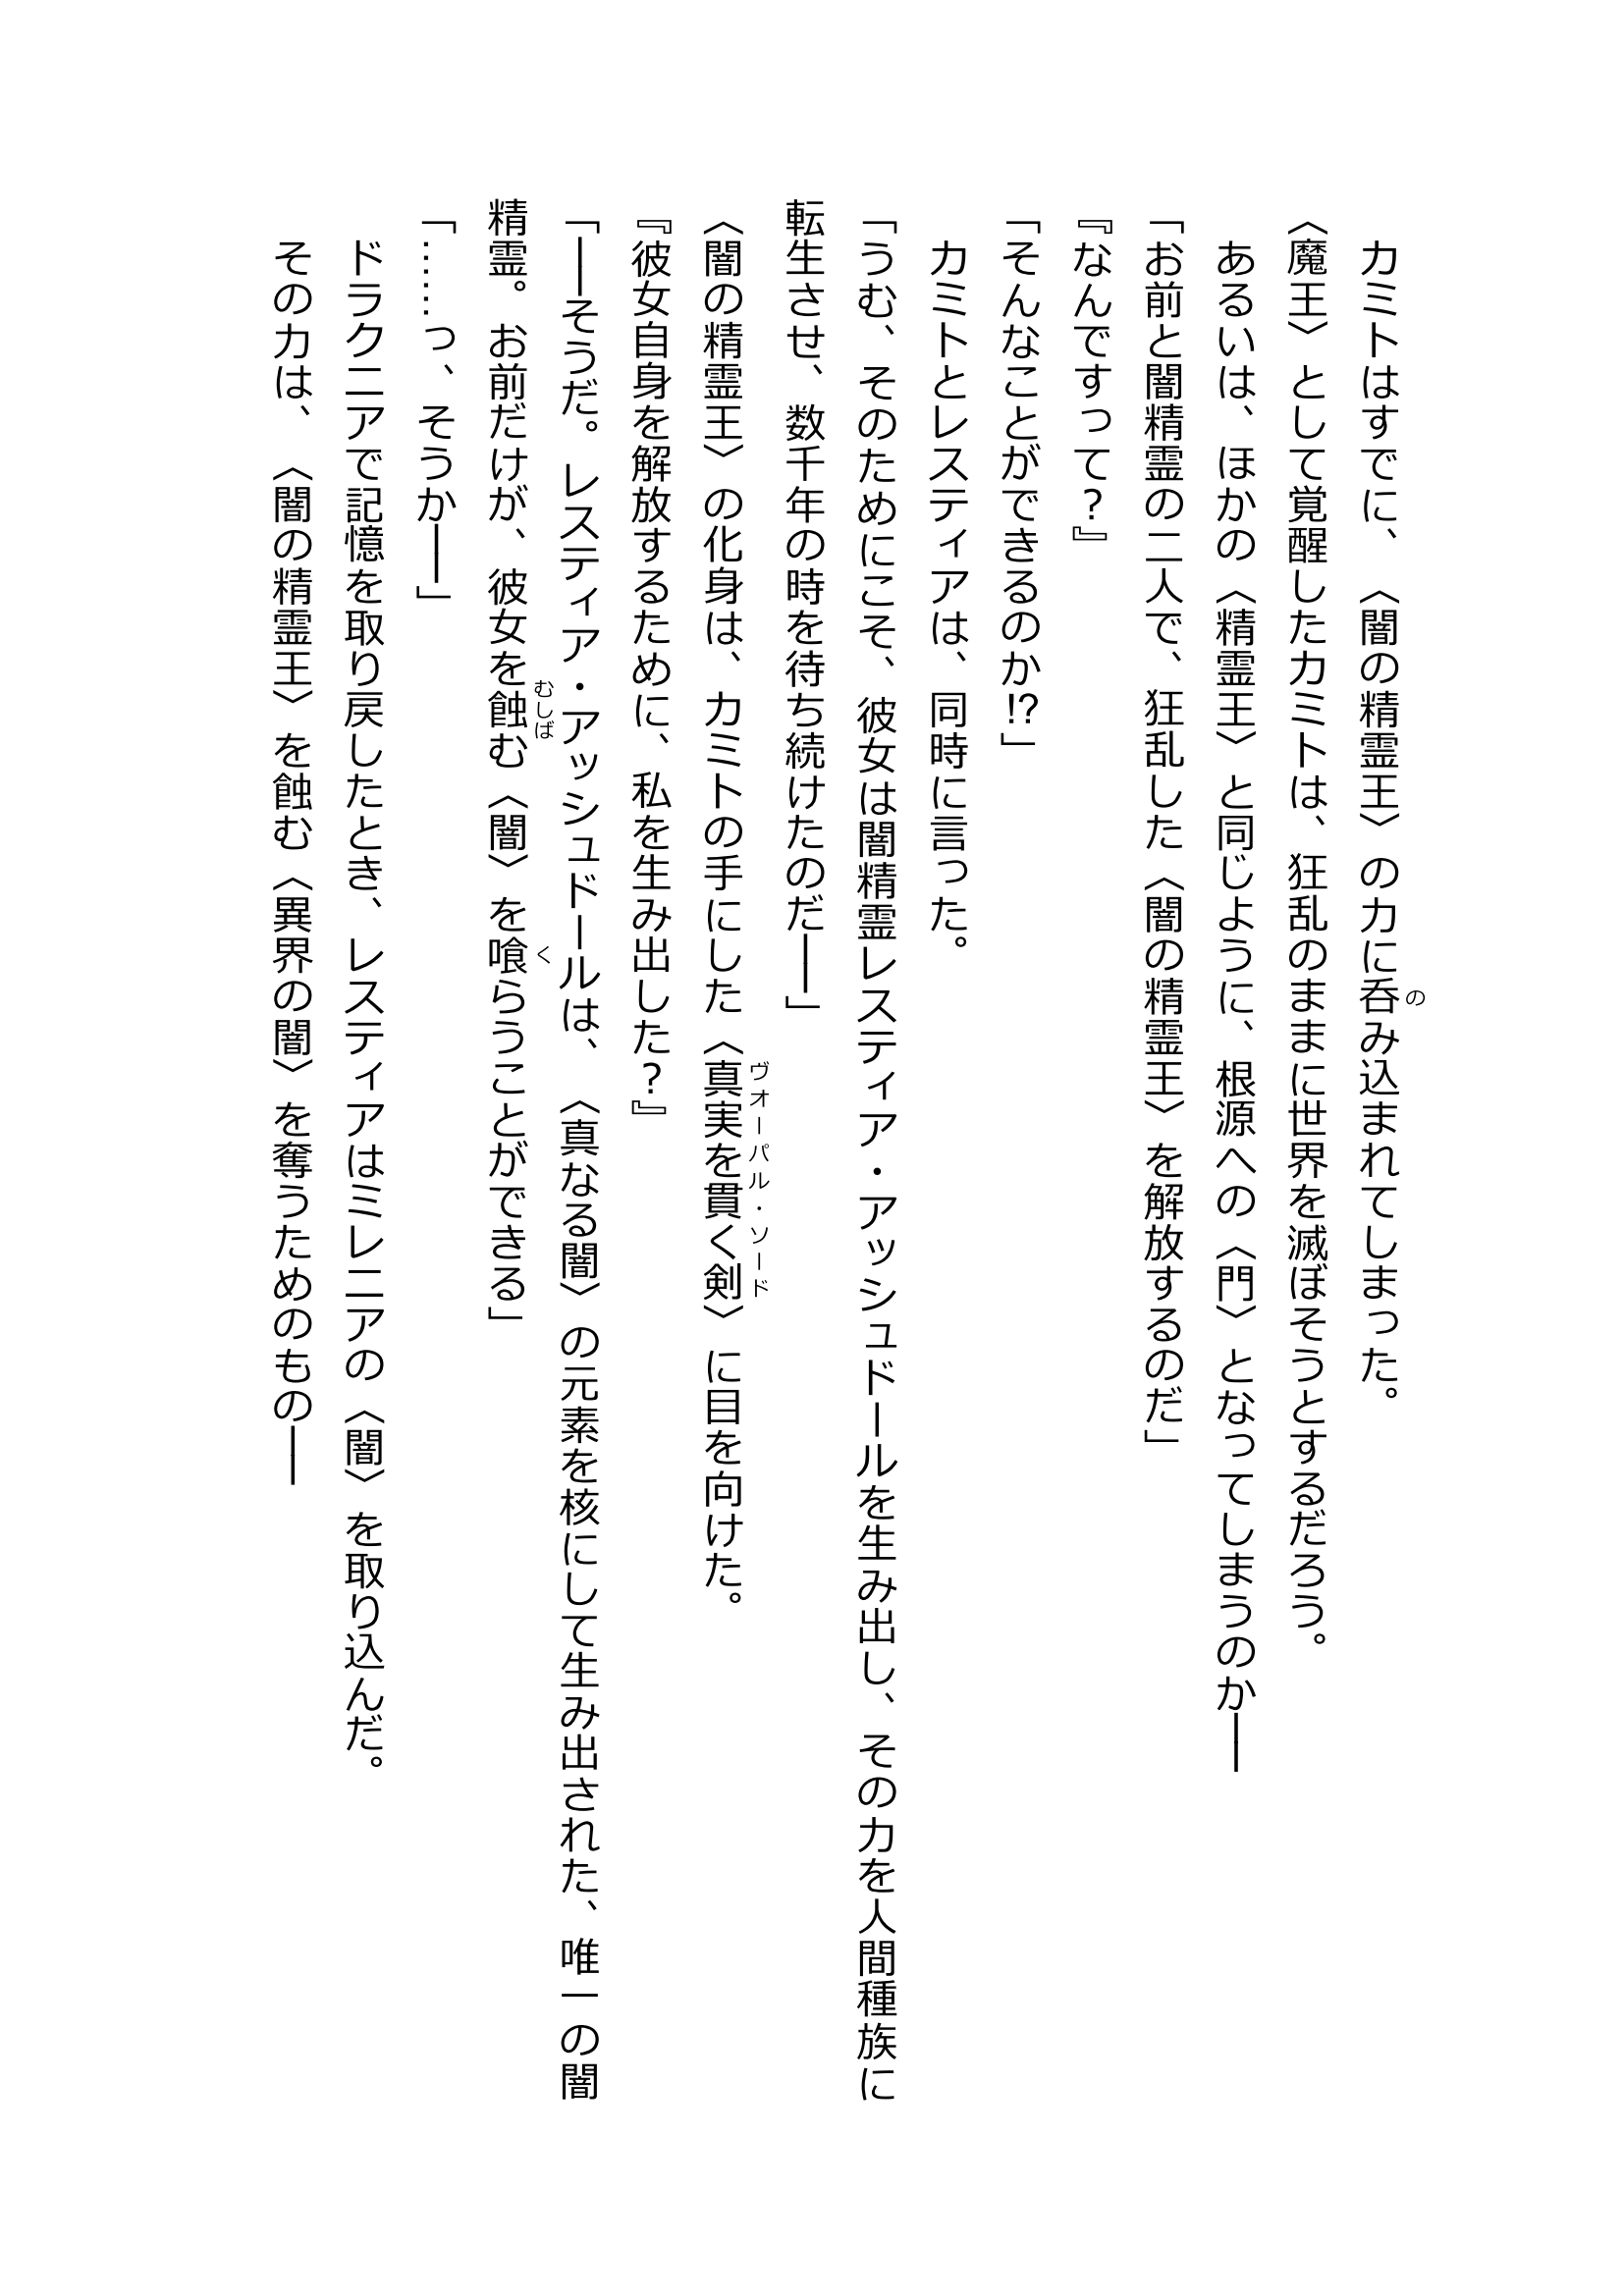 カミトはすでに、〈闇の精霊王〉の力に呑み込まれてしまった。
〈魔王〉として覚醒したカミトは、狂乱のままに世界を滅ぼそうとするだろう。
あるいは、ほかの〈精霊王〉と同じように、根源への〈門〉となってしまうのか──
「お前と闇精霊の二人で、狂乱した〈闇の精霊王〉を解放するのだ」
『なんですって?』
「そんなことができるのか⁉」
カミトとレスティアは、同時に言った。
「うむ、そのためにこそ、彼女は闇精霊レスティア・アッシュドールを生み出し、その力を人間種族に
転生させ、数千年の時を待ち続けたのだ──」
〈闇の精霊王〉の化身は、カミトの手にした〈真実を貫く剣〉に目を向けた。
『彼女自身を解放するために、私を生み出した?』
「──そうだ。レスティア・アッシュドールは、〈真なる闇〉の元素を核にして生み出された、唯一の闇
精霊。お前だけが、彼女を蝕む〈闇〉を喰らうことができる」
「……っ、そうか──」
ドラクニアで記憶を取り戻したとき、レスティアはミレニアの〈闇〉を取り込んだ。
その力は、〈闇の精霊王〉を蝕む〈異界の闇〉を奪うためのもの──
の
ヴオーパル・ソード
むしば
く